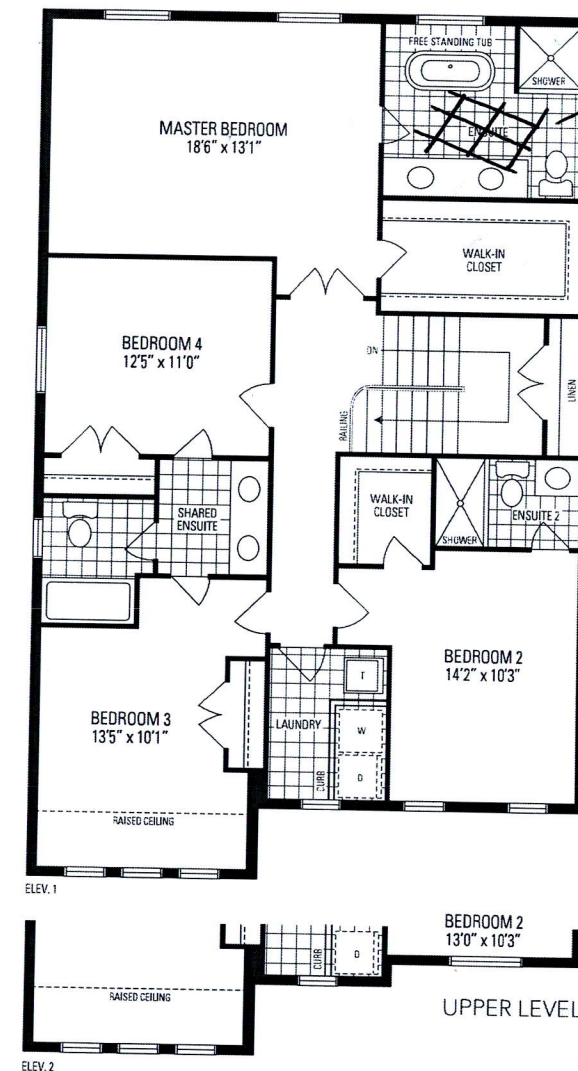 FREE STANDING TUB
SHOWER
MASTER BEDROOM
18'6" x 13'1"
ENSUITE
WALK-IN
CLOSET
BEDROOM 4
12'5" x 11'0"
DN
RAILING
LINEN
SHARED
ENSUITE
WALK-IN
CLOSET
SHOWER
ENSUITE 2
BEDROOM 2
14'2" x 10'3"
T
LAUNDRY
W
D
CURB
BEDROOM 3
13'5" x 10'1"
RAISED CEILING
ELEV. 1
BEDROOM 2
13'0" x 10'3"
CURB
D
RAISED CEILING
UPPER LEVEL
ELEV. 2